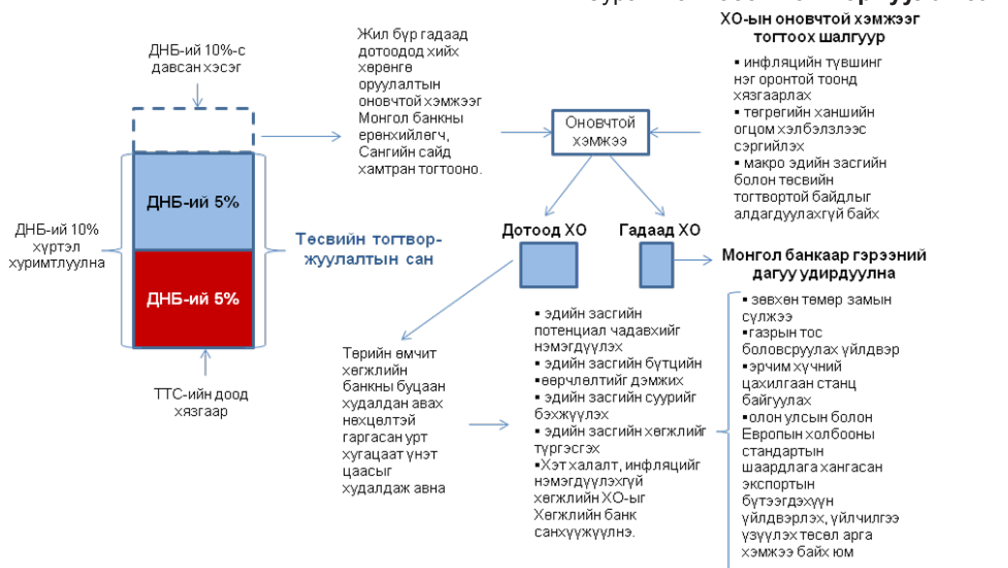 ДНБ-ий 10%-с
давсан хэсэг
Жил бүр гадаад
дотоодод хийх
хөрөнгө
оруулалтын
оновчтой хэмжээг
Монгол банкны
ерөнхийлөгч,
Сангийн сайд
хамтран тогтооно.
Оновчтой
хэмжээ
ХО-ын оновчтой хэмжээг
тогтоох шалгуур
▪ инфляцийн түвшинг
нэг оронтой тоонд
хязгаарлах
▪ төгрөгийн ханшийн
огцом хэлбэлзлээс
сэргийлэх
▪ макро эдийн засгийн
болон төсвийн
тогтвортой байдлыг
алдагдуулахгүй байх
ДНБ-ий 10%
хүртэл
хуримтлуулна
ДНБ-ий 5%
ДНБ-ий 5%
Төсвийн тогтвор-
жуулалтын сан
ТТС-ийн доод
хязгаар
Дотоод ХО
Гадаад ХО
Монгол банкаар гэрээний
дагуу удирдуулна
Төрийн өмчит
хөгжлийн
банкны буцаан
худалдан авах
нөхцөлтэй
гаргасан урт
хугацаат үнэт
цаасыг
худалдаж авна
▪ эдийн засгийн
потенциал чадавхийг
нэмэгдүүлэх
▪ эдийн засгийн бүтцийн
▪өөрчлөлтийг дэмжих
▪ эдийн засгийн суурийг
бэхжүүлэх
▪ эдийн засгийн хөгжлийг
түргэсгэх
▪Хэт халалт, инфляцийг
нэмэгдүүлэхгүй
хөгжлийн ХО-ыг
Хөгжлийн банк
санхүүжүүлнэ.
▪ зөвхөн төмөр замын
сүлжээ
▪газрын тос
боловсруулах үйлдвэр
▪эрчим хүчний
цахилгаан станц
байгуулах
▪олон улсын болон
Европын холбооны
стандартын
шаардлага хангасан
экспортын
бүтээгдэхүүн
үйлдвэрлэх, үйлчилгээ
үзүүлэх төсөл арга
хэмжээ байх юм